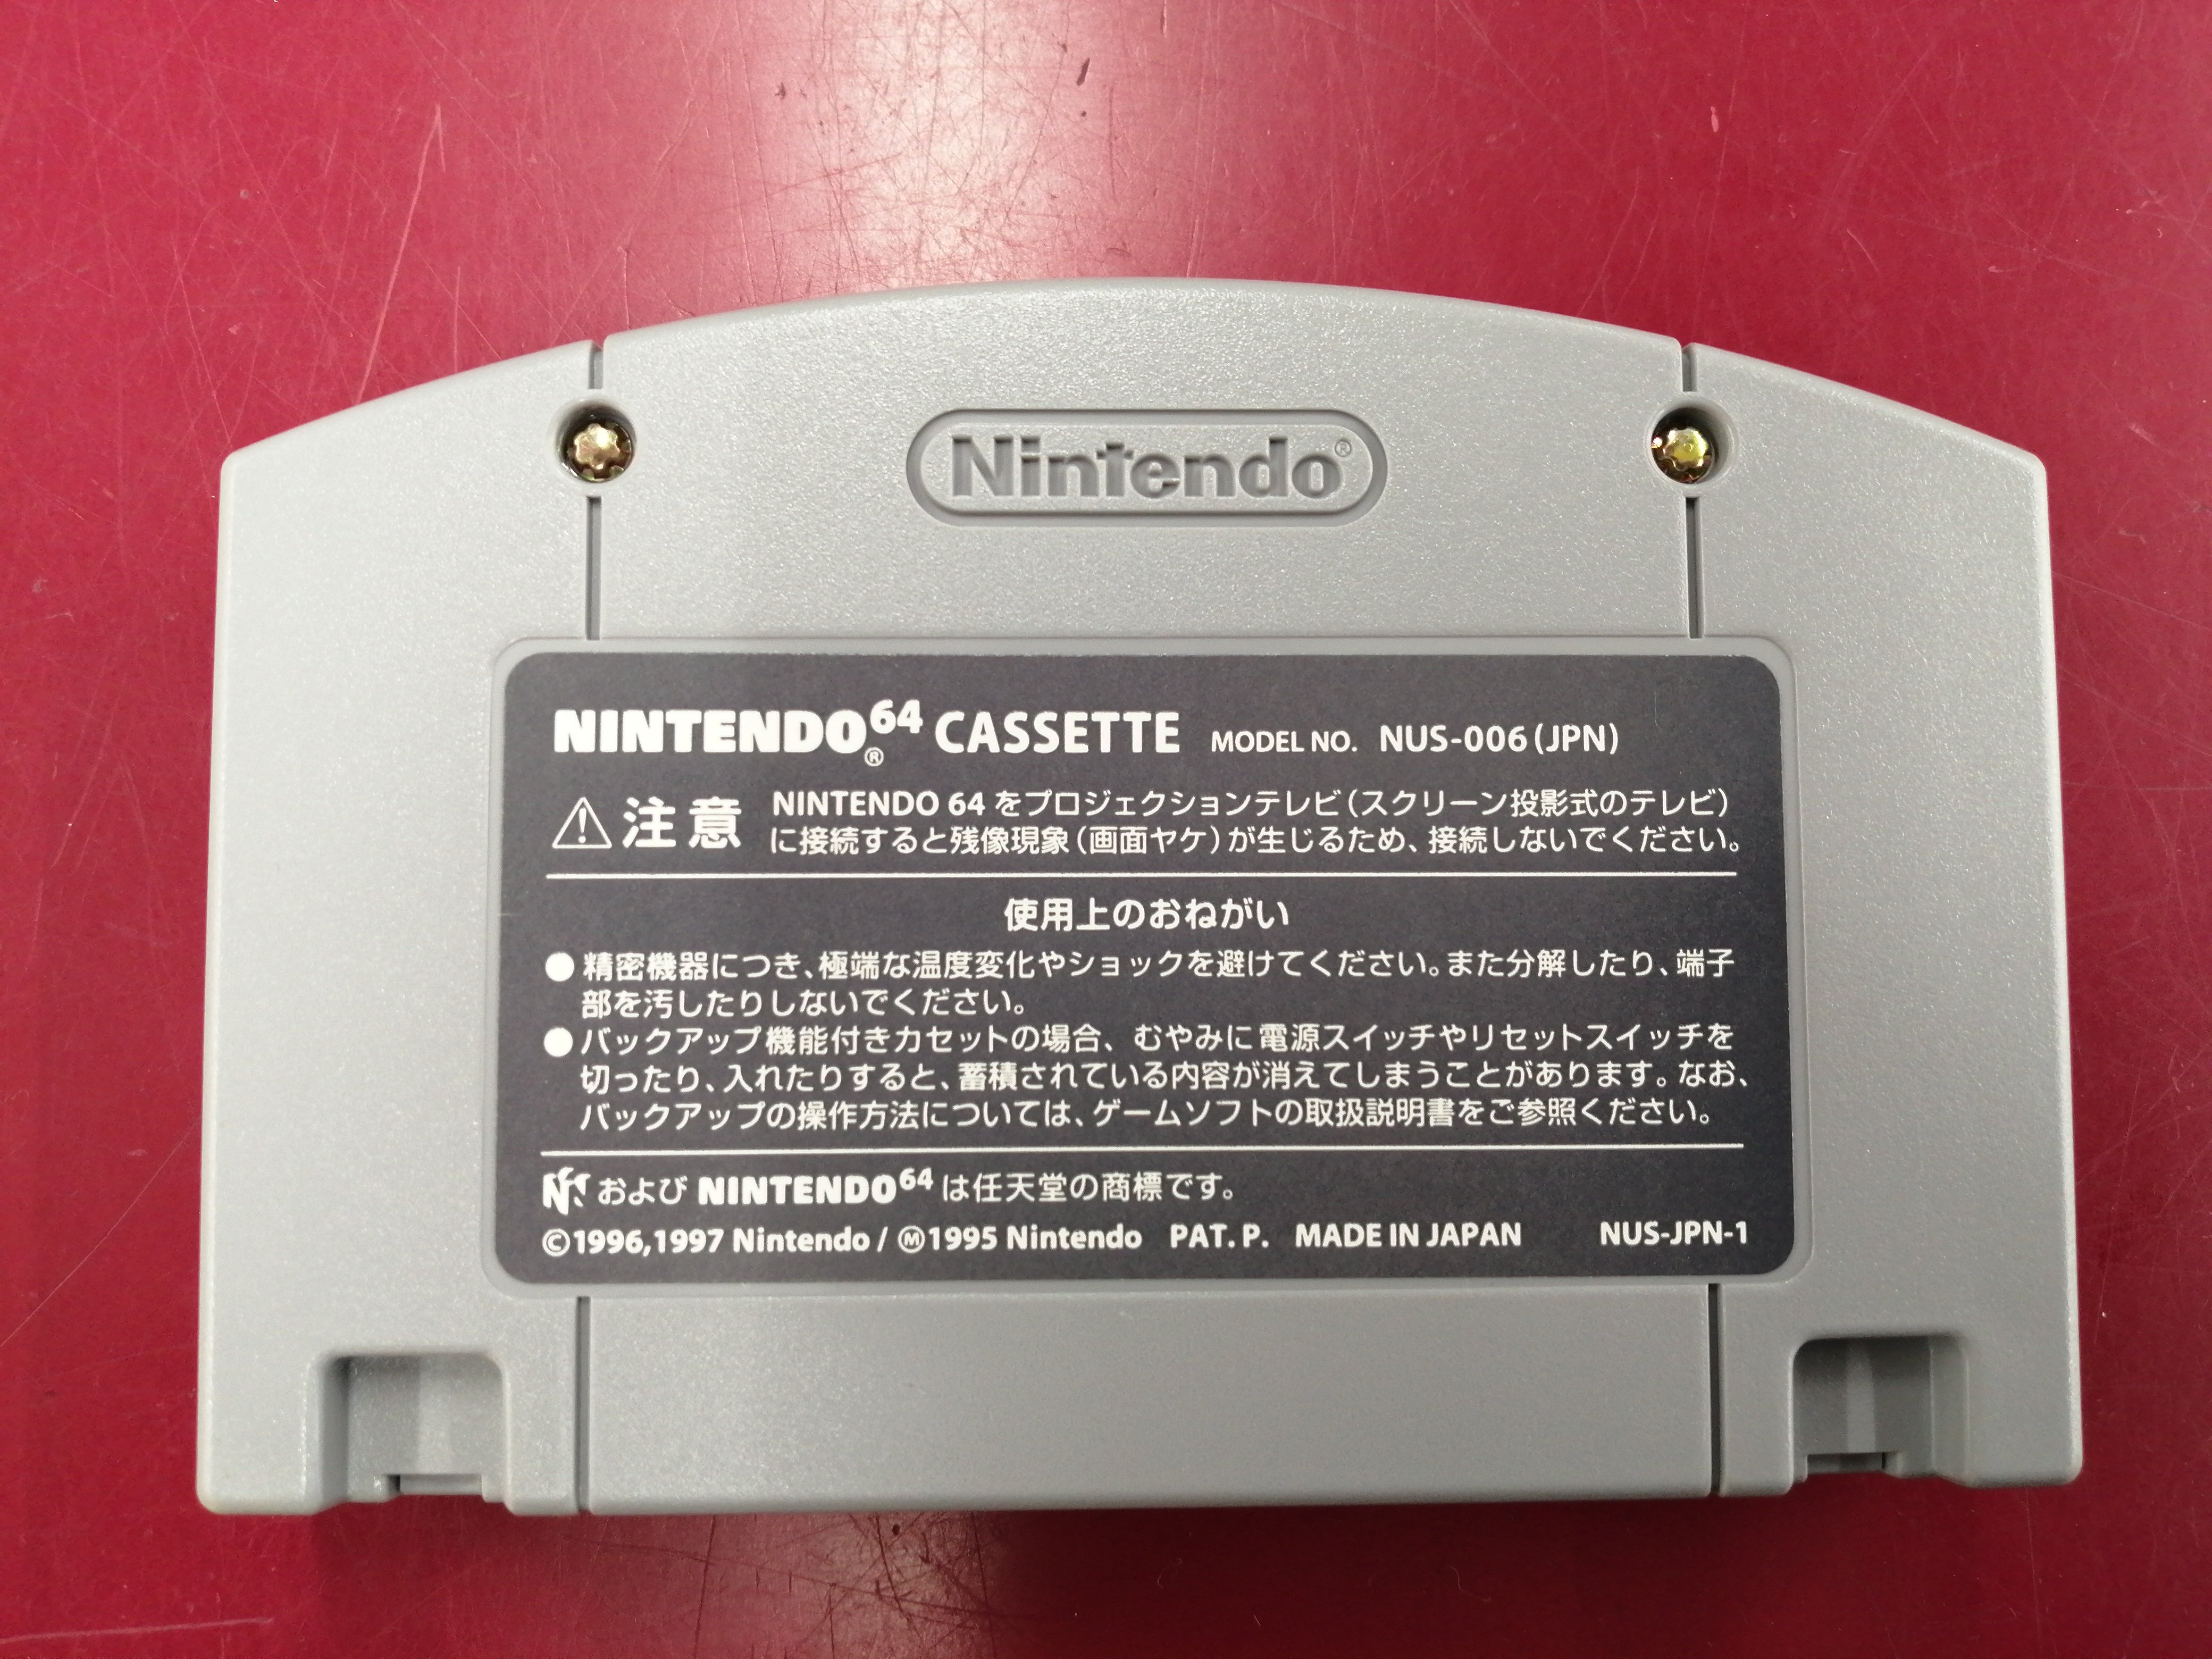 Nintendo®
NINTENDO64® CASSETTE MODEL NO. NUS-006(JPN)
⚠注意 NINTENDO 64 をプロジェクションテレビ(スクリーン投影式のテレビ)
に接続すると残像現象(画面ヤケ)が生じるため、接続しないでください。
使用上のおねがい
●精密機器につき、極端な温度変化やショックを避けてください。また分解したり、端子
部を汚したりしないでください。
●バックアップ機能付きカセットの場合、むやみに電源スイッチやリセットスイッチを
切ったり、入れたりすると、蓄積されている内容が消えてしまうことがあります。なお、
バックアップの操作方法については、ゲームソフトの取扱説明書をご参照ください。
および NINTENDO64 は任天堂の商標です。
©1996,1997 Nintendo / Ⓜ1995 Nintendo PAT. P. MADE IN JAPAN NUS-JPN-1